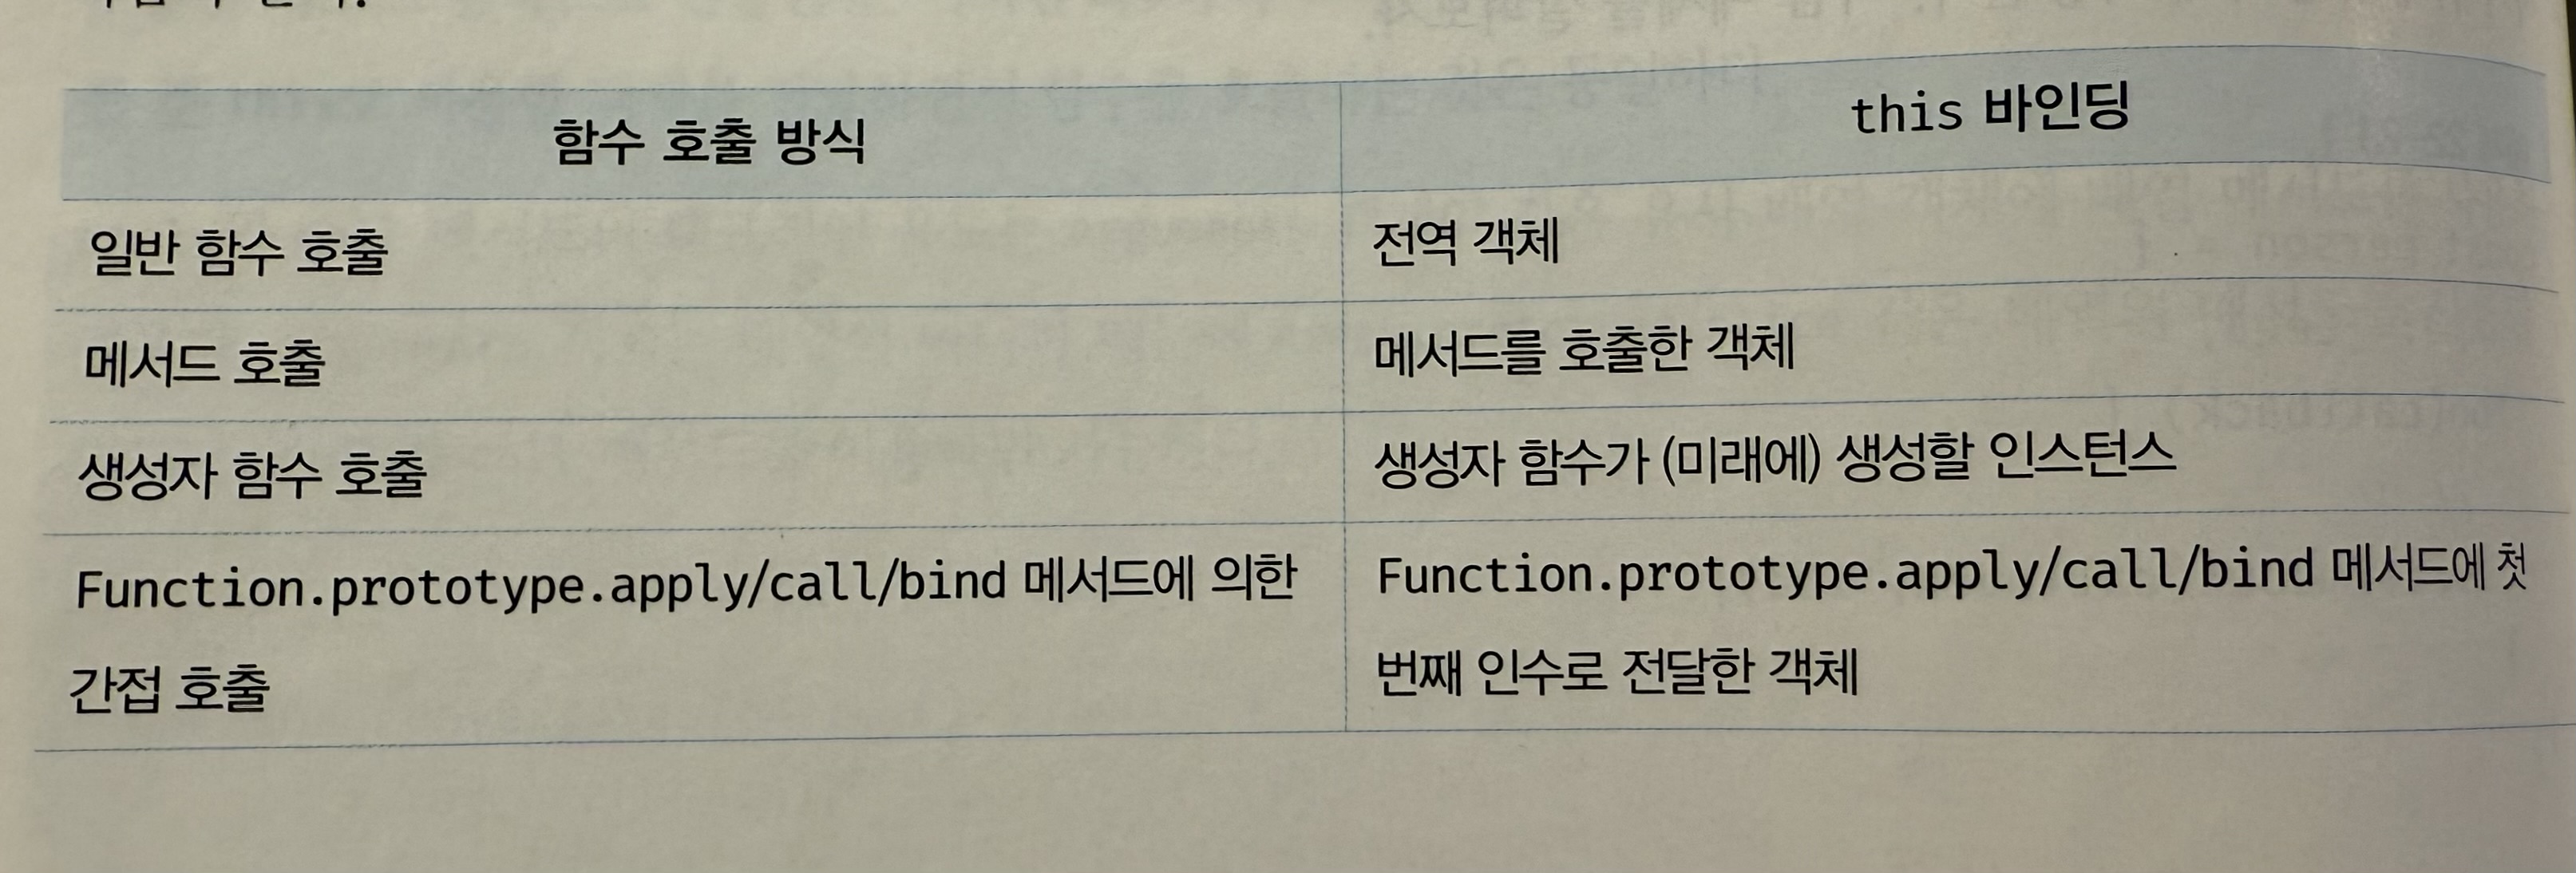 함수 호출 방식
this 바인딩
일반 함수 호출
전역 객체
메서드 호출
메서드를 호출한 객체
생성자 함수 호출
생성자 함수가 (미래에) 생성할 인스턴스
Function.prototype.apply/call/bind 메서드에 의한
간접 호출
Function.prototype.apply/call/bind 메서드에 첫
번째 인수로 전달한 객체